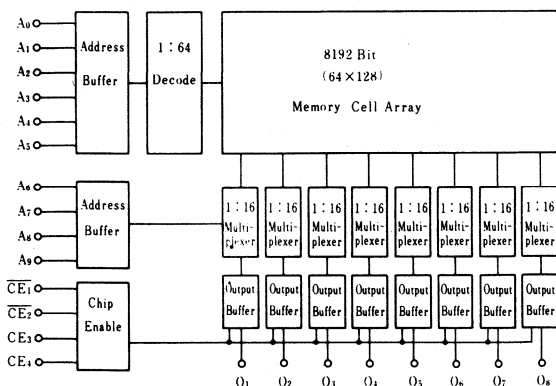 A₀
A₁
A₂
A₃
A₄
A₅
Address
Buffer
1 : 64
Decode
8192 Bit
(64×128)
Memory Cell Array
A₆
A₇
A₈
A₉
Address
Buffer
1 : 16
Multi-
plexer
1 : 16
Multi-
plexer
1 : 16
Multi-
plexer
1 : 16
Multi-
plexer
1 : 16
Multi-
plexer
1 : 16
Multi-
plexer
1 : 16
Multi-
plexer
1 : 16
Multi-
plexer
C̅E̅₁
C̅E̅₂
CE₃
CE₄
Chip
Enable
Output
Buffer
Output
Buffer
Output
Buffer
Output
Buffer
Output
Buffer
Output
Buffer
Output
Buffer
Output
Buffer
O₁ O₂ O₃ O₄ O₅ O₆ O₇ O₈